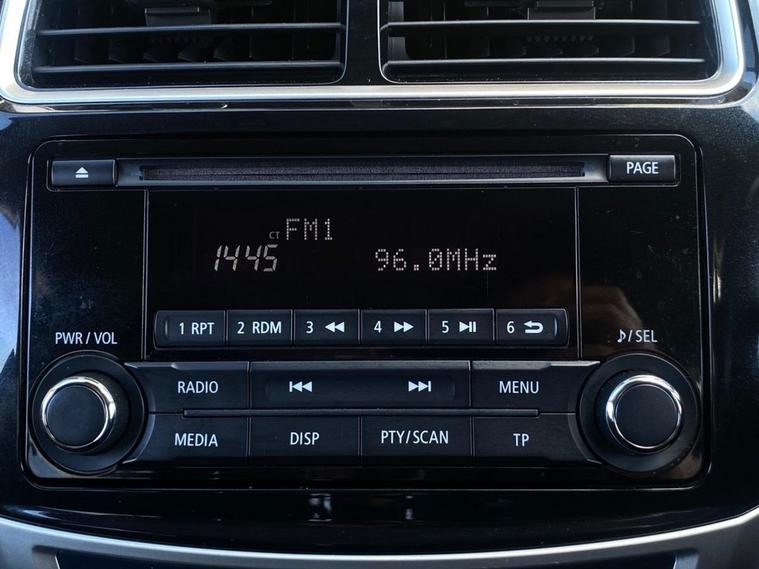 PAGE
CT FM1
1445 96.0MHz
1 RPT 2 RDM 3 4 5 6
PWR / VOL
♪/ SEL
RADIO MENU
MEDIA DISP PTY/SCAN TP